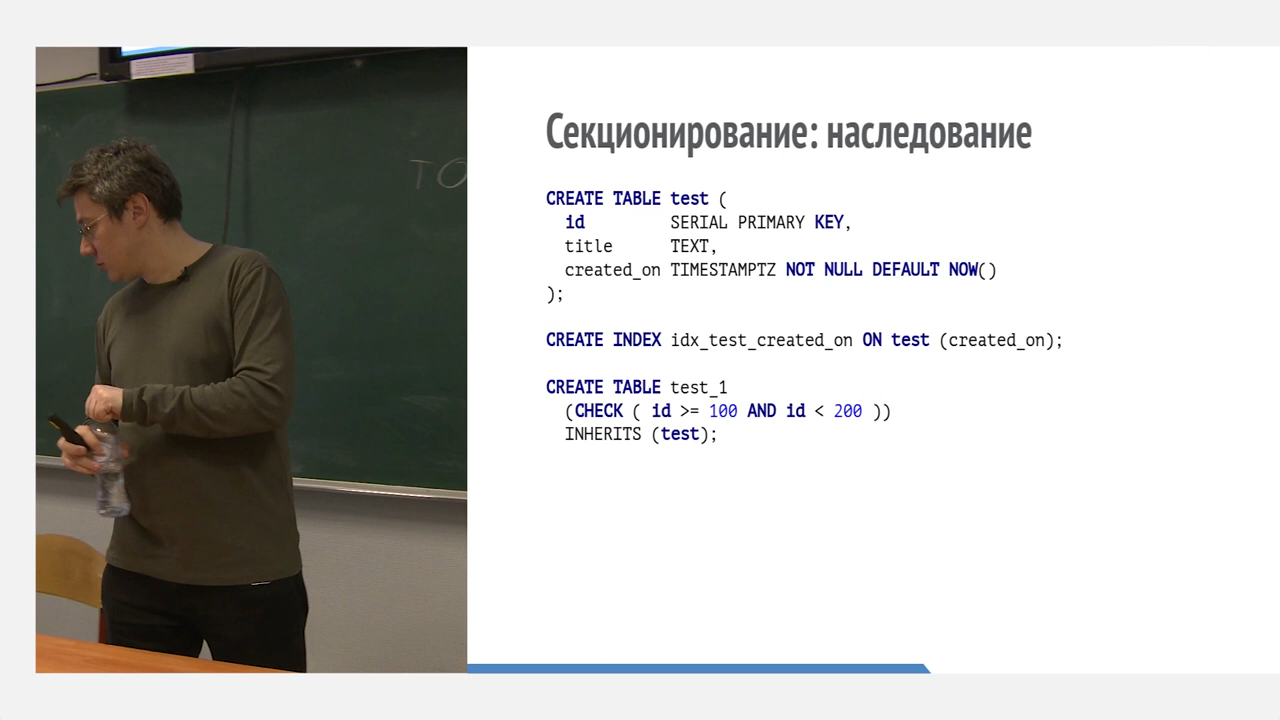 Секционирование: наследование
CREATE TABLE test (
id SERIAL PRIMARY KEY,
title TEXT,
created_on TIMESTAMPTZ NOT NULL DEFAULT NOW()
);
CREATE INDEX idx_test_created_on ON test (created_on);
CREATE TABLE test_1
(CHECK ( id >= 100 AND id < 200 ))
INHERITS (test);